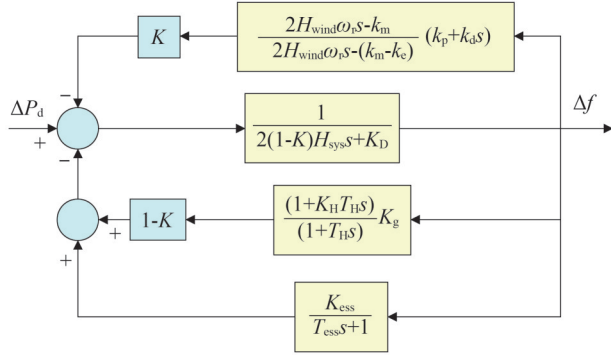 K
2H_wind ω_r s-k_m / 2H_wind ω_r s-(k_m-k_e) (k_p+k_d s)
−
ΔP_d
+
−
1 / 2(1-K)H_sys s+K_D
Δf
+
1-K
(1+K_H T_H s) / (1+T_H s) K_g
+
K_ess / T_ess s+1